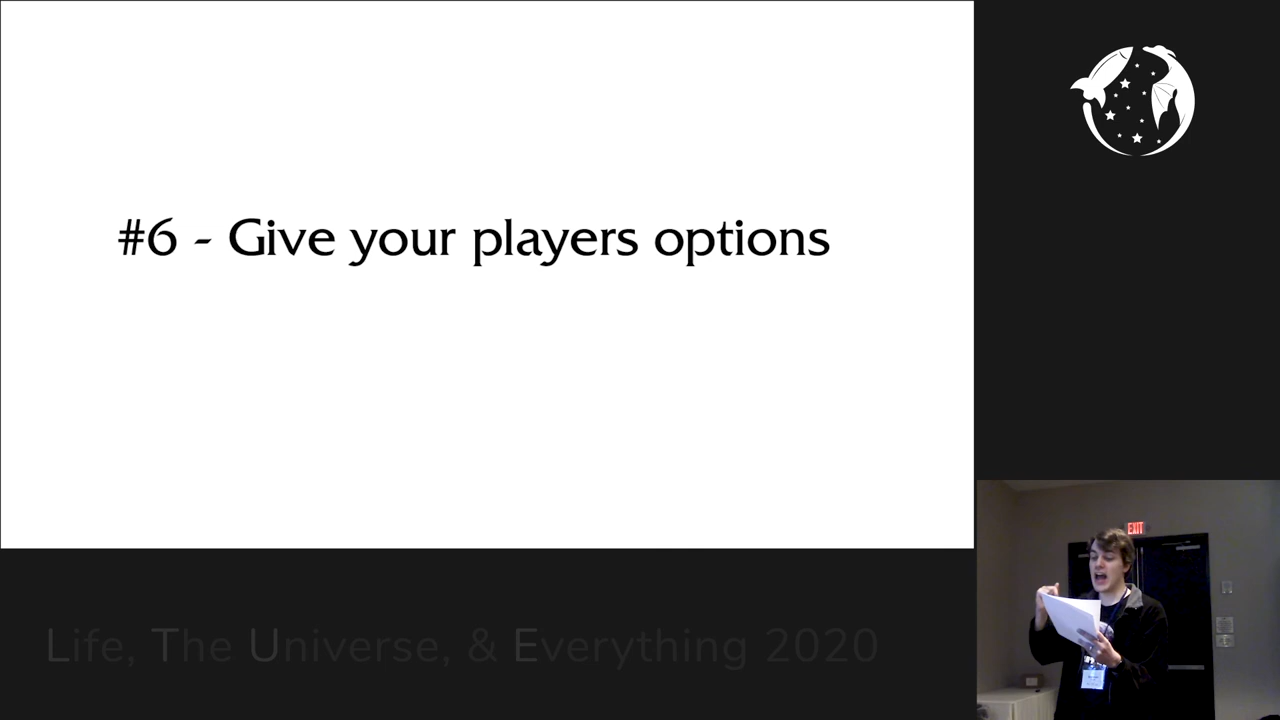 #6 - Give your players options
EXIT
Life, The Universe, & Everything 2020